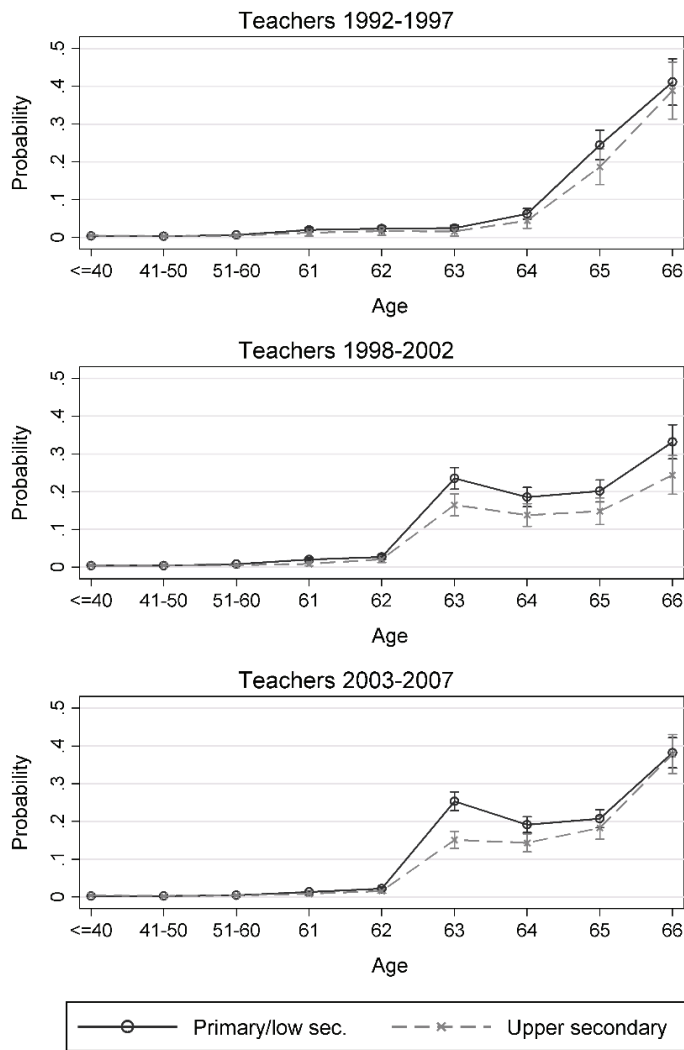 Teachers 1992-1997
Probability
.5
.4
.3
.2
.1
0
<=40 41-50 51-60 61 62 63 64 65 66
Age
Teachers 1998-2002
Probability
.5
.4
.3
.2
.1
0
<=40 41-50 51-60 61 62 63 64 65 66
Age
Teachers 2003-2007
Probability
.5
.4
.3
.2
.1
0
<=40 41-50 51-60 61 62 63 64 65 66
Age
Primary/low sec. Upper secondary